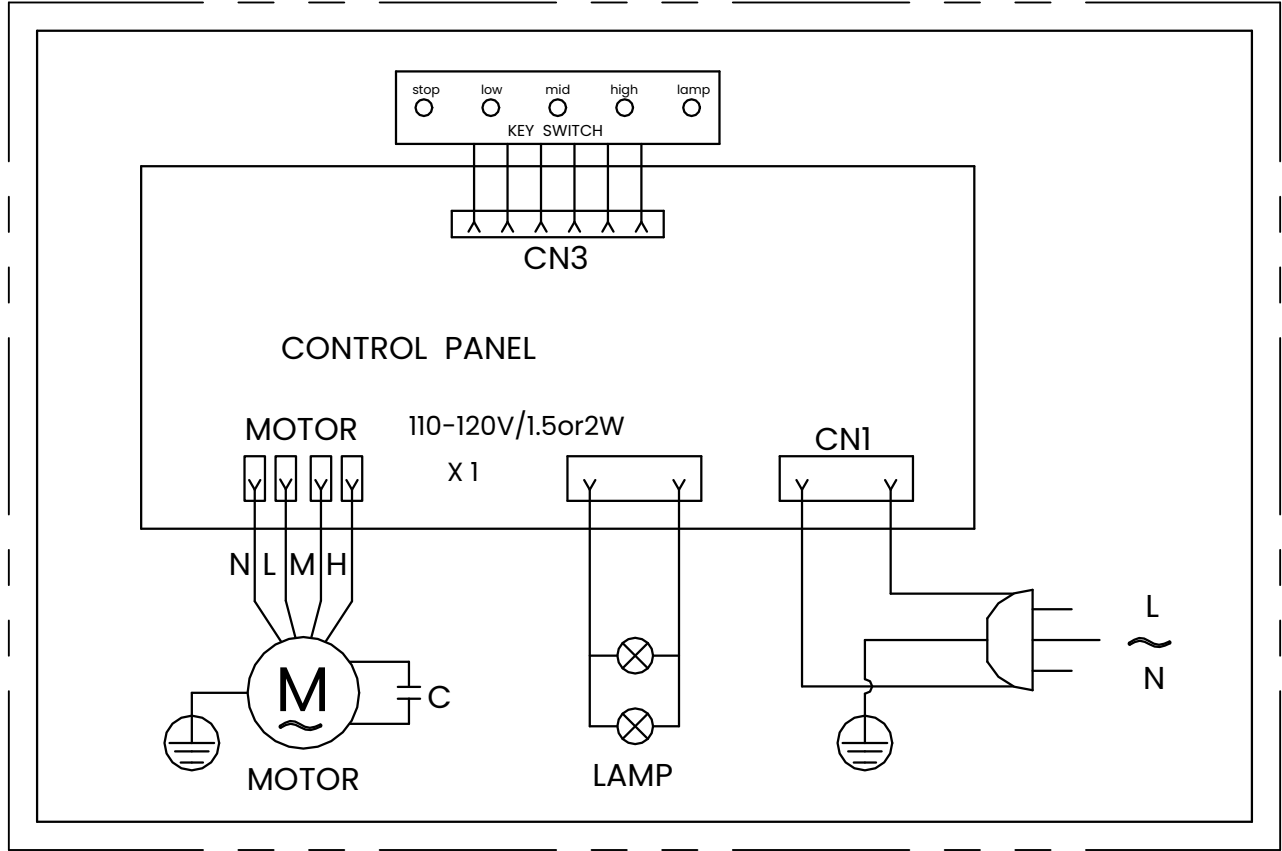 stop low mid high lamp
KEY SWITCH
CN3
CONTROL PANEL
MOTOR
110-120V/1.5or2W
X 1
CN1
N L M H
L
N
M
C
MOTOR
LAMP